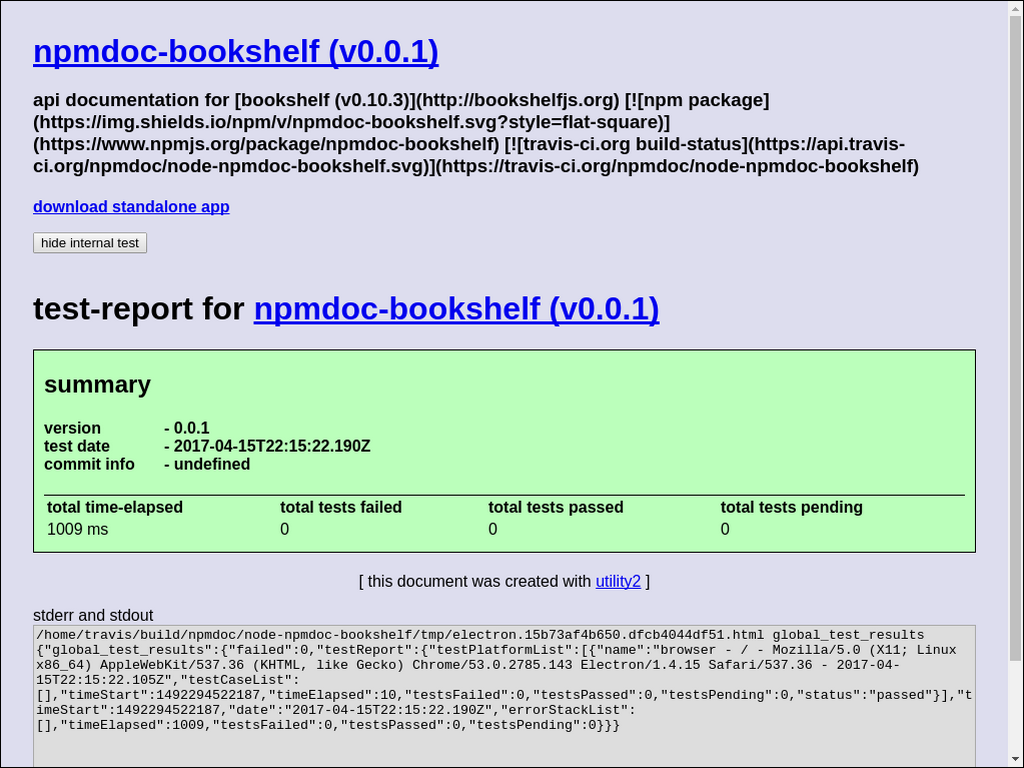 npmdoc-bookshelf (v0.0.1)
api documentation for [bookshelf (v0.10.3)](http://bookshelfjs.org) [![npm package]
(https://img.shields.io/npm/v/npmdoc-bookshelf.svg?style=flat-square)]
(https://www.npmjs.org/package/npmdoc-bookshelf) [![travis-ci.org build-status](https://api.travis-
ci.org/npmdoc/node-npmdoc-bookshelf.svg)](https://travis-ci.org/npmdoc/node-npmdoc-bookshelf)
download standalone app
hide internal test
test-report for npmdoc-bookshelf (v0.0.1)
summary
version - 0.0.1
test date - 2017-04-15T22:15:22.190Z
commit info - undefined
total time-elapsed total tests failed total tests passed total tests pending
1009 ms 0 0 0
[ this document was created with utility2 ]
stderr and stdout
/home/travis/build/npmdoc/node-npmdoc-bookshelf/tmp/electron.15b73af4b650.dfcb4044df51.html global_test_results
{"global_test_results":{"failed":0,"testReport":{"testPlatformList":[{"name":"browser - / - Mozilla/5.0 (X11; Linux
x86_64) AppleWebKit/537.36 (KHTML, like Gecko) Chrome/53.0.2785.143 Electron/1.4.15 Safari/537.36 - 2017-04-
15T22:15:22.105Z","testCaseList":
[],"timeStart":1492294522187,"timeElapsed":10,"testsFailed":0,"testsPassed":0,"testsPending":0,"status":"passed"}],"t
imeStart":1492294522187,"date":"2017-04-15T22:15:22.190Z","errorStackList":
[],"timeElapsed":1009,"testsFailed":0,"testsPassed":0,"testsPending":0}}}